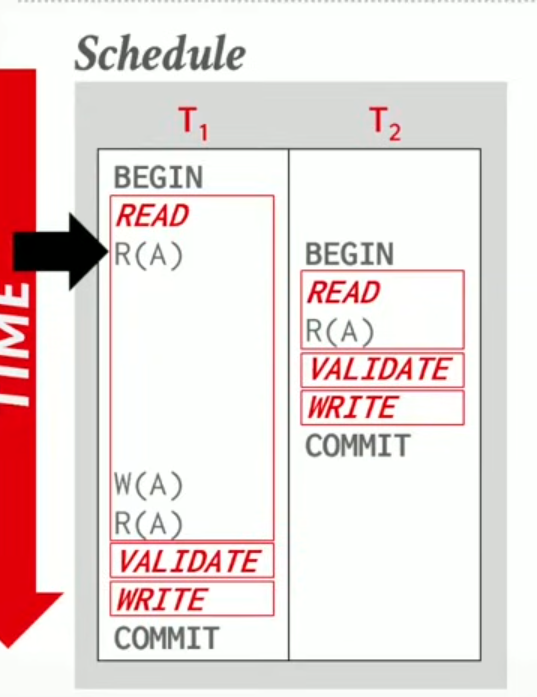 Schedule
T1 T2
BEGIN
READ
R(A) BEGIN
READ
R(A)
VALIDATE
WRITE
COMMIT
W(A)
R(A)
VALIDATE
WRITE
COMMIT
TIME